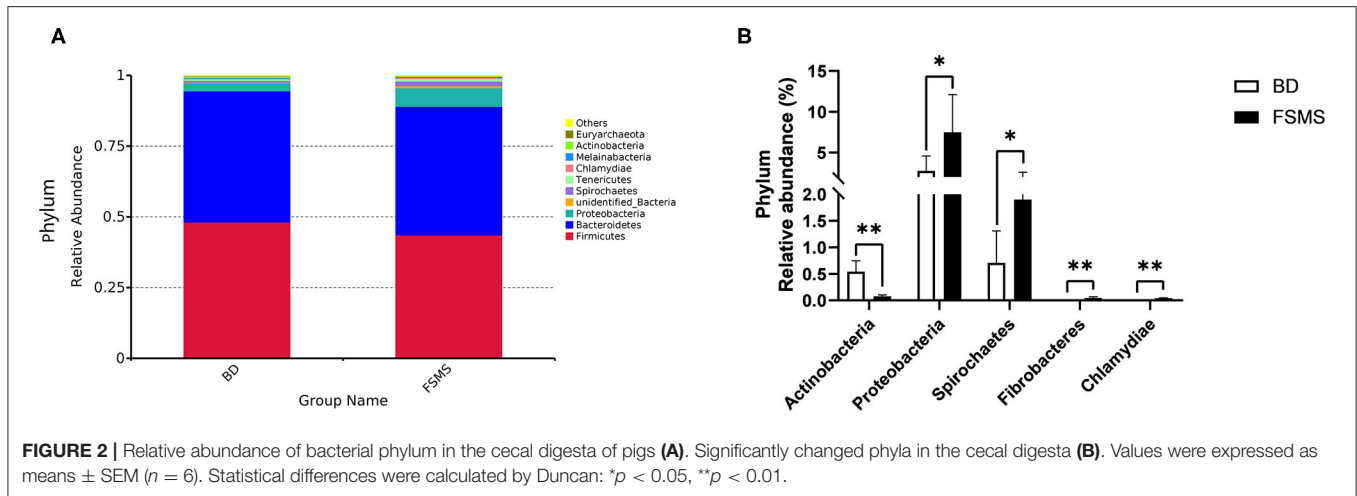 A
Phylum
Relative Abundance
1
0.75
0.5
0.25
0
BD
FSMS
Group Name
Others
Euryarchaeota
Actinobacteria
Melainabacteria
Chlamydiae
Tenericutes
Spirochaetes
unidentified_Bacteria
Proteobacteria
Bacteroidetes
Firmicutes
B
Phylum
Relative abundance (%)
15
10
5
2.0
1.5
1.0
0.5
0.0
**
*
*
**
**
BD
FSMS
Actinobacteria
Proteobacteria
Spirochaetes
Fibrobacteres
Chlamydiae
FIGURE 2 | Relative abundance of bacterial phylum in the cecal digesta of pigs (A). Significantly changed phyla in the cecal digesta (B). Values were expressed as
means ± SEM (n = 6). Statistical differences were calculated by Duncan: *p < 0.05, **p < 0.01.